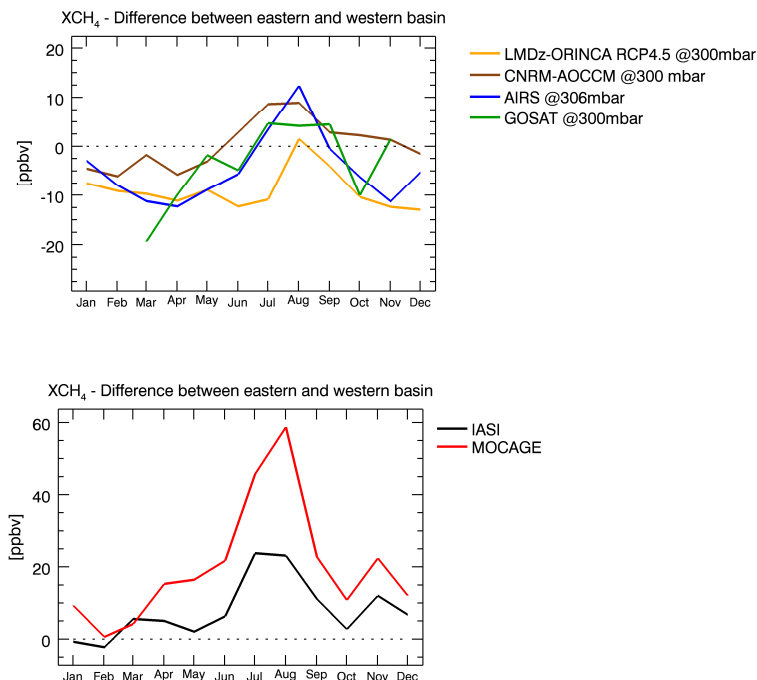 XCH4 - Difference between eastern and western basin
20
10
0
-10
-20
[ppbv]
Jan Feb Mar Apr May Jun Jul Aug Sep Oct Nov Dec
LMDz-ORINCA RCP4.5 @300mbar
CNRM-AOCCM @300 mbar
AIRS @306mbar
GOSAT @300mbar
XCH4 - Difference between eastern and western basin
60
40
20
0
[ppbv]
Jan Feb Mar Apr May Jun Jul Aug Sep Oct Nov Dec
IASI
MOCAGE